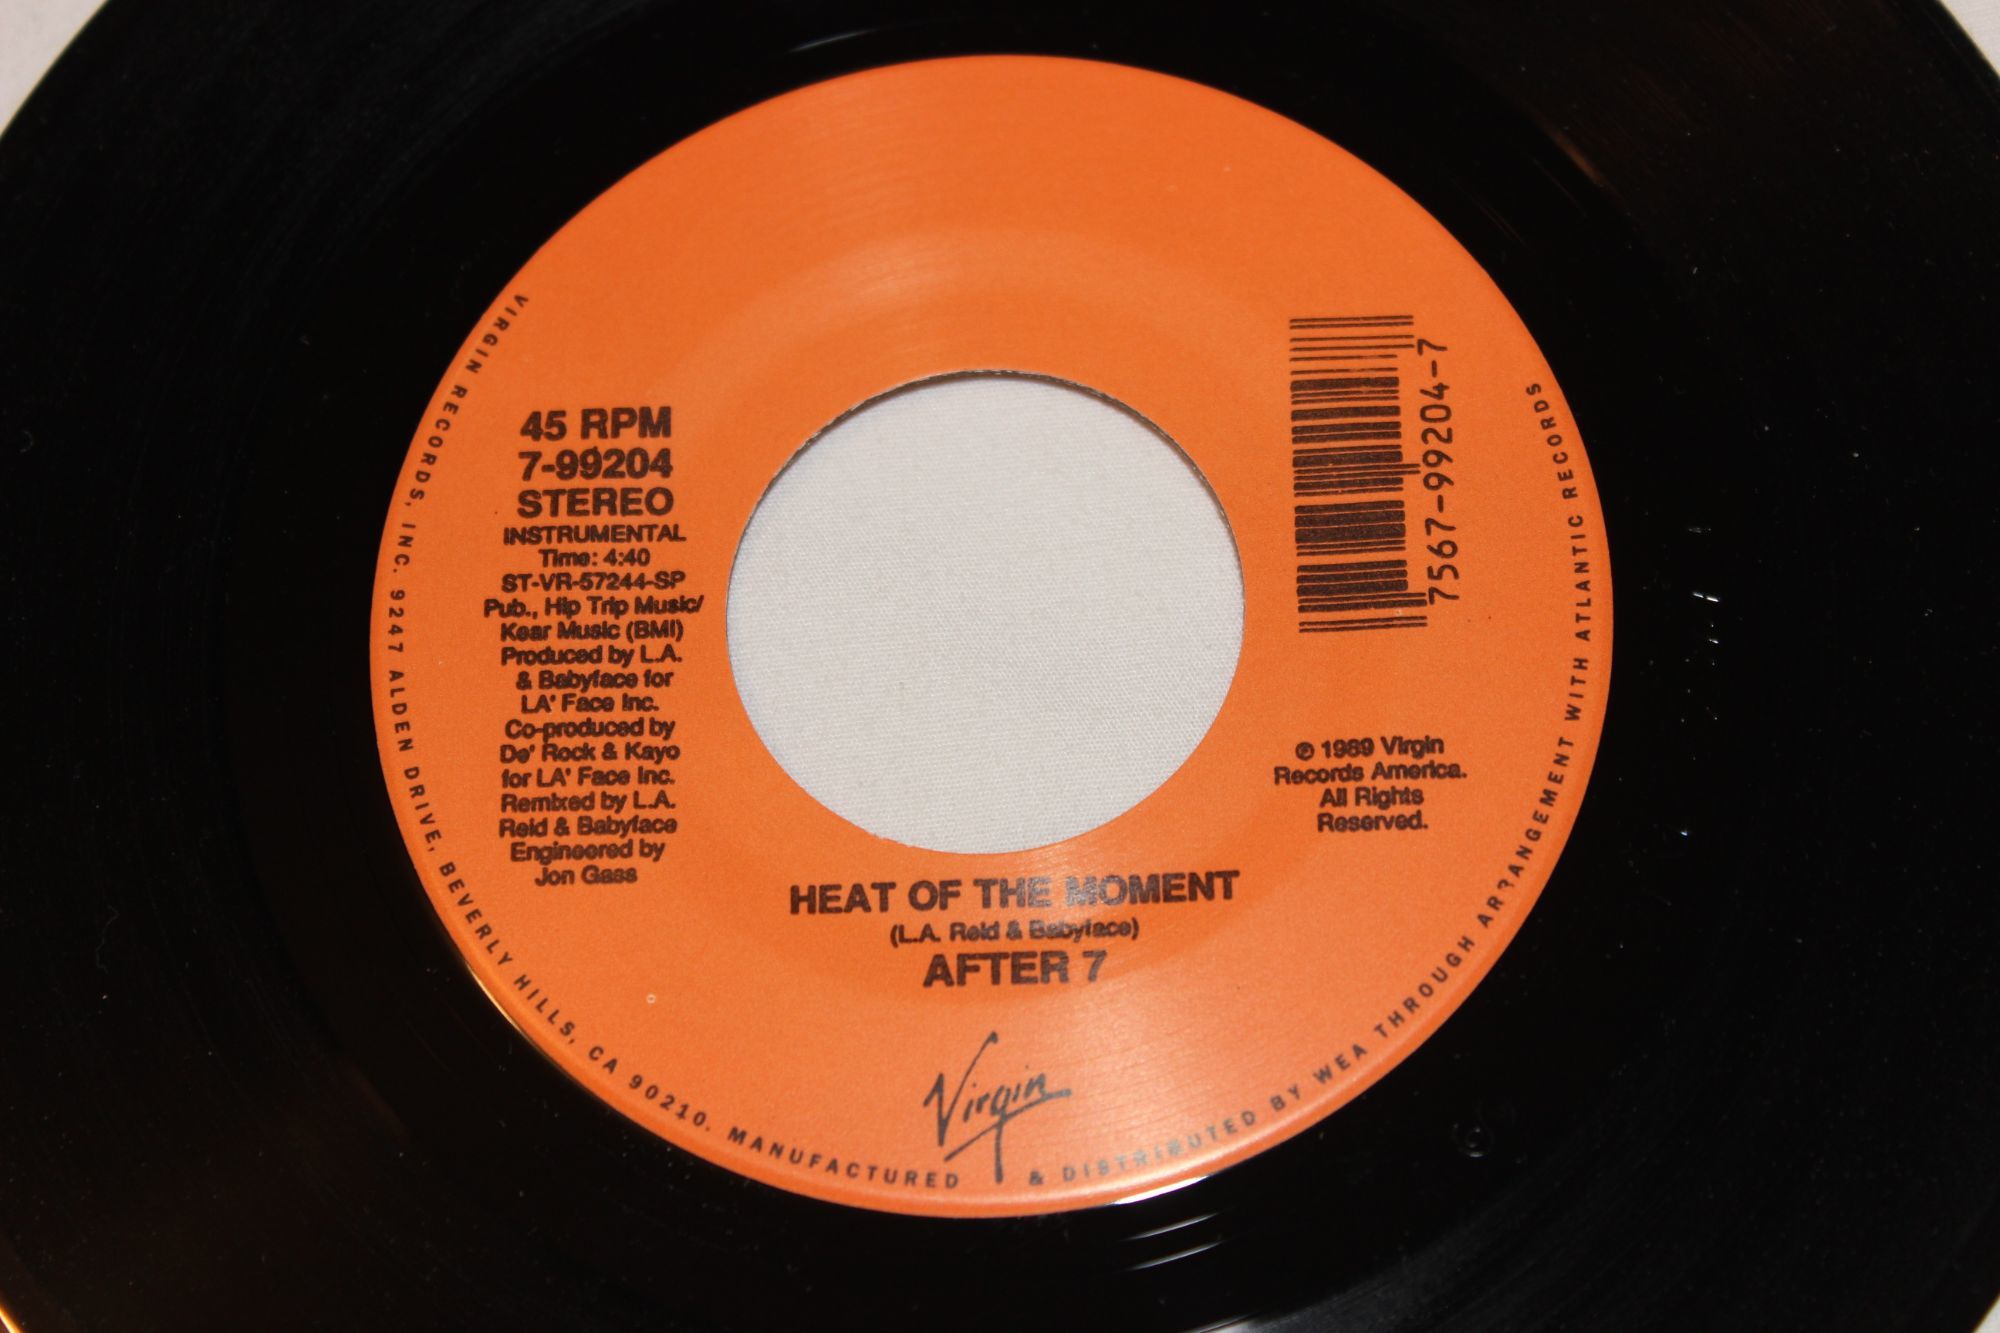 45 RPM
7-99204
STEREO
INSTRUMENTAL
Time: 4:40
ST-VR-57244-SP
Pub., Hip Trip Music/
Kear Music (BMI)
Produced by L.A.
& Babyface for
LA' Face Inc.
Co-produced by
De' Rock & Kayo
for LA' Face Inc.
Remixed by L.A.
Reid & Babyface
Engineered by
Jon Gass
7567-99204-7
℗ 1989 Virgin
Records America.
All Rights
Reserved.
HEAT OF THE MOMENT
(L.A. Reid & Babyface)
AFTER 7
Virgin
VIRGIN RECORDS, INC. 9247 ALDEN DRIVE, BEVERLY HILLS, CA 90210. MANUFACTURED & DISTRIBUTED BY WEA THROUGH ARRANGEMENT WITH ATLANTIC RECORDS